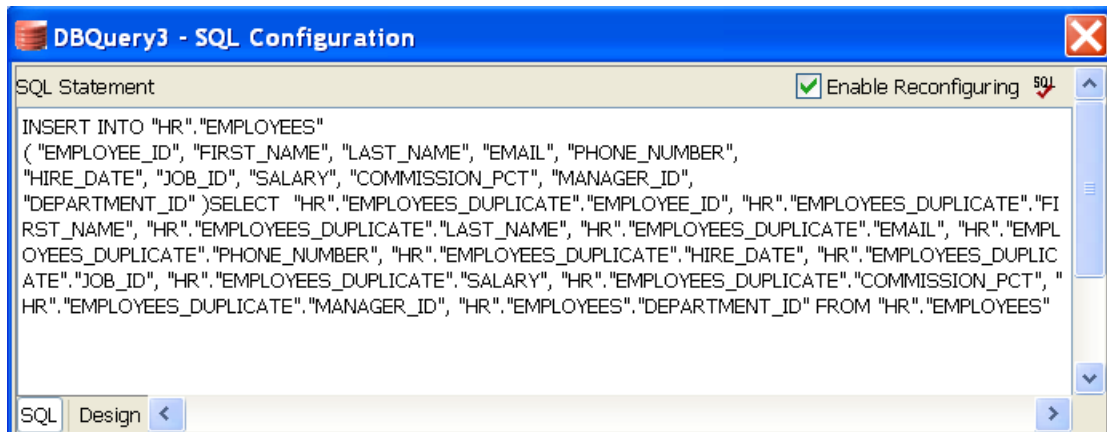 DBQuery3 - SQL Configuration
SQL Statement Enable Reconfiguring SQL
INSERT INTO "HR"."EMPLOYEES"
( "EMPLOYEE_ID", "FIRST_NAME", "LAST_NAME", "EMAIL", "PHONE_NUMBER",
"HIRE_DATE", "JOB_ID", "SALARY", "COMMISSION_PCT", "MANAGER_ID",
"DEPARTMENT_ID" )SELECT "HR"."EMPLOYEES_DUPLICATE"."EMPLOYEE_ID", "HR"."EMPLOYEES_DUPLICATE"."FI
RST_NAME", "HR"."EMPLOYEES_DUPLICATE"."LAST_NAME", "HR"."EMPLOYEES_DUPLICATE"."EMAIL", "HR"."EMPL
OYEES_DUPLICATE"."PHONE_NUMBER", "HR"."EMPLOYEES_DUPLICATE"."HIRE_DATE", "HR"."EMPLOYEES_DUPLIC
ATE"."JOB_ID", "HR"."EMPLOYEES_DUPLICATE"."SALARY", "HR"."EMPLOYEES_DUPLICATE"."COMMISSION_PCT", "
HR"."EMPLOYEES_DUPLICATE"."MANAGER_ID", "HR"."EMPLOYEES"."DEPARTMENT_ID" FROM "HR"."EMPLOYEES"
SQL Design